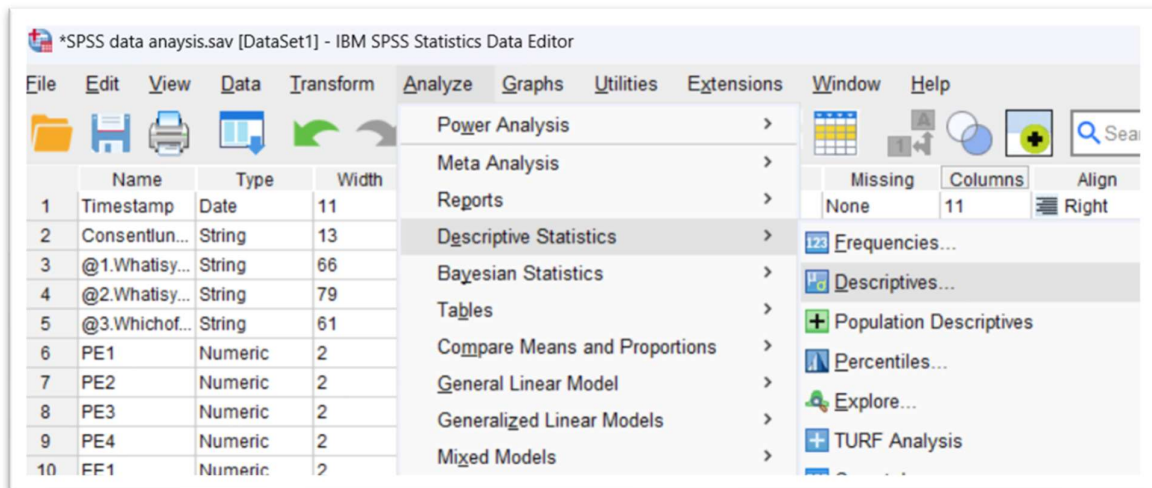 *SPSS data anaysis.sav [DataSet1] - IBM SPSS Statistics Data Editor
File Edit View Data Transform Analyze Graphs Utilities Extensions Window Help
Sear
Name Type Width Missing Columns Align
1 Timestamp Date 11 None 11 Right
2 Consentlun... String 13
3 @1.Whatisy... String 66
4 @2.Whatisy... String 79
5 @3.Whichof... String 61
6 PE1 Numeric 2
7 PE2 Numeric 2
8 PE3 Numeric 2
9 PE4 Numeric 2
10 EE1 Numeric 2
Power Analysis
Meta Analysis
Reports
Descriptive Statistics
Bayesian Statistics
Tables
Compare Means and Proportions
General Linear Model
Generalized Linear Models
Mixed Models
123 Frequencies...
Descriptives...
Population Descriptives
Percentiles...
Explore...
TURF Analysis